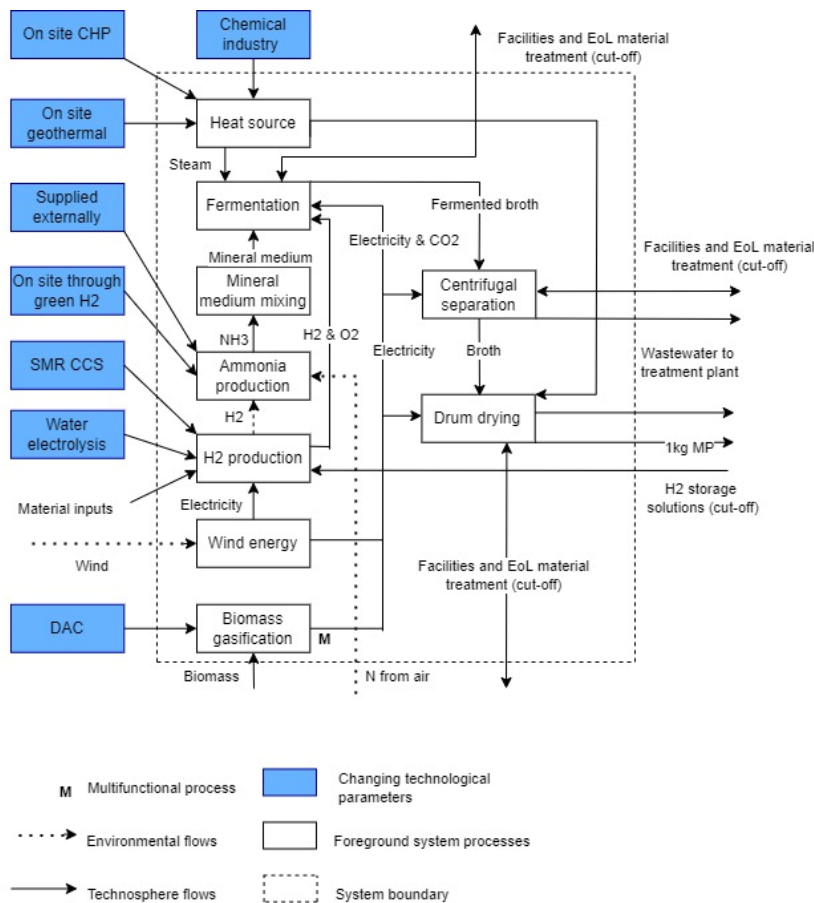 On site CHP
Chemical
industry
Facilities and EoL material
treatment (cut-off)
On site
geothermal
Heat source
Steam
Supplied
externally
Fermentation
Fermented broth
Electricity & CO2
Facilities and EoL material
treatment (cut-off)
Mineral medium
On site through
green H2
Mineral
medium mixing
Centrifugal
separation
NH3
H2 & O2
Electricity
Broth
Wastewater to
treatment plant
SMR CCS
Ammonia
production
H2
Drum drying
Water
electrolysis
H2 production
1kg MP
Material inputs
Electricity
H2 storage
solutions (cut-off)
Wind energy
Wind
Facilities and EoL material
treatment (cut-off)
DAC
Biomass
gasification
M
Biomass
N from air
M
Multifunctional process
Changing technological
parameters
Environmental flows
Foreground system processes
Technosphere flows
System boundary